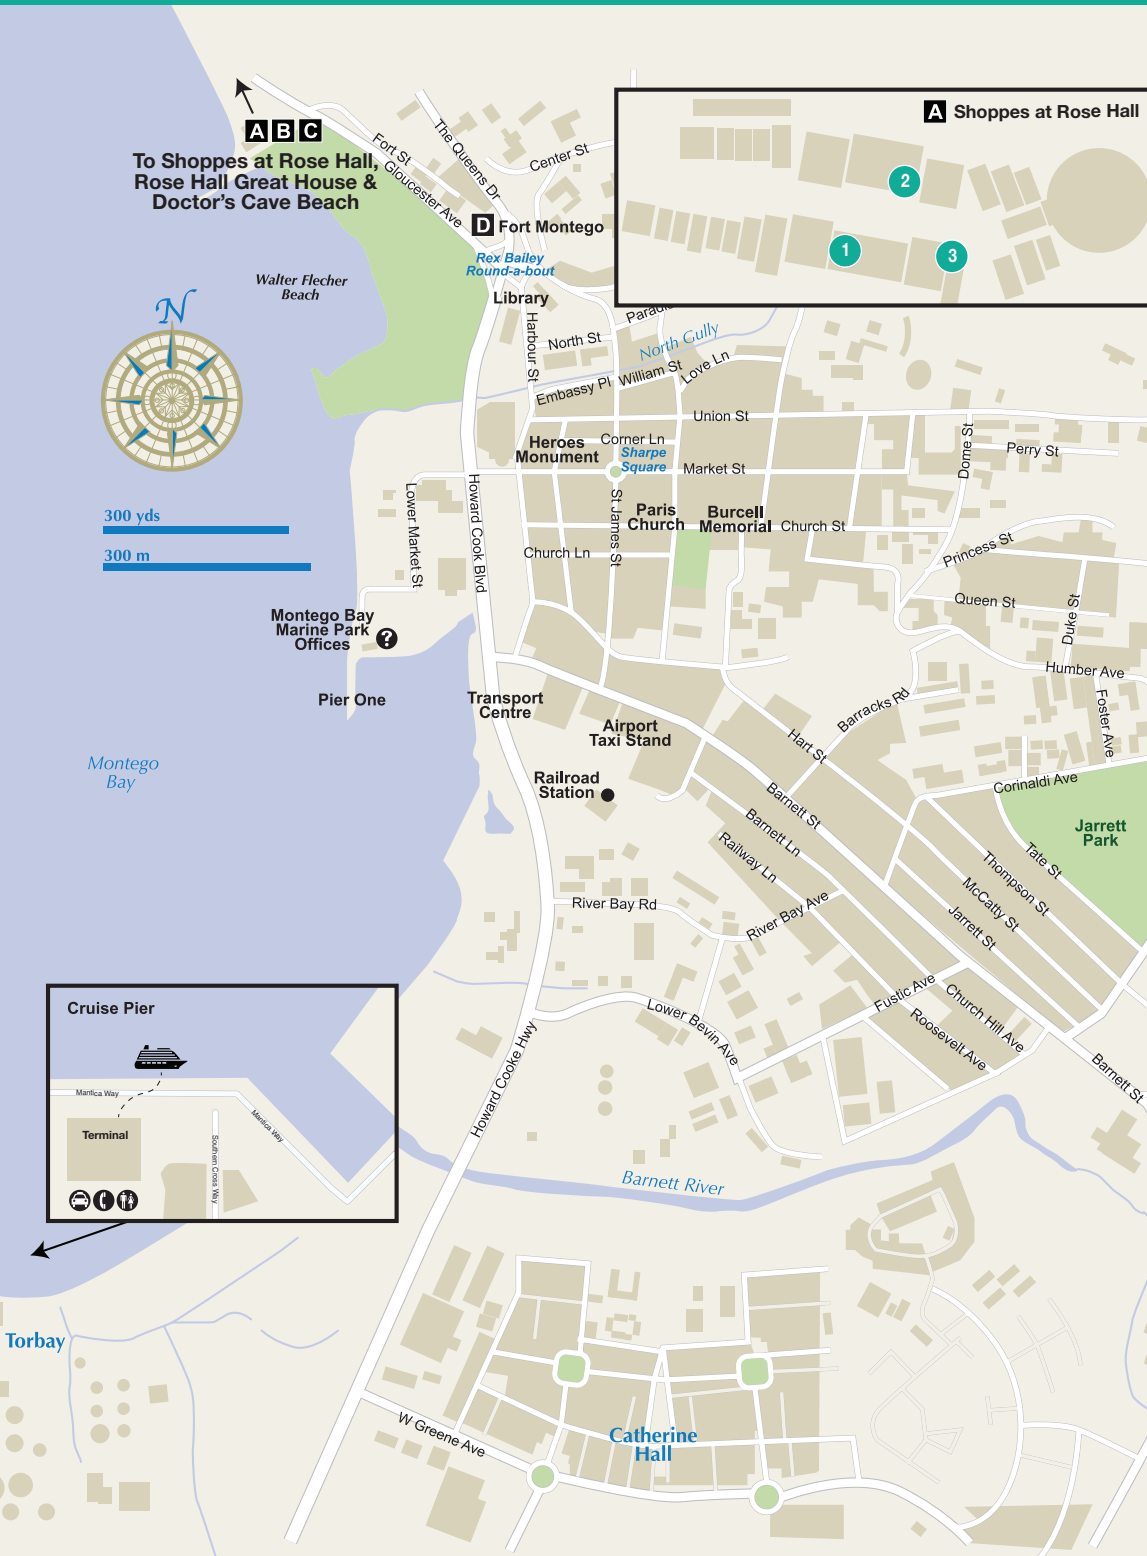 A Shoppes at Rose Hall
2
1
3
A B C
To Shoppes at Rose Hall,
Rose Hall Great House &
Doctor's Cave Beach
Fort St
Gloucester Ave
The Queens Dr
Center St
D Fort Montego
Rex Bailey
Round-a-bout
Walter Flecher
Beach
Library
N
Harbour St
North St
North Gully
Embassy Pl
William St
Love Ln
Union St
Corner Ln
Heroes
Monument
Sharpe
Square
Market St
Dome St
Perry St
Lower Market St
Howard Cook Blvd
St James St
Paris
Church
Burcell
Memorial
Church St
Church Ln
Princess St
Queen St
Duke St
300 yds
300 m
Montego Bay
Marine Park
Offices
?
Humber Ave
Foster Ave
Pier One
Transport
Centre
Airport
Taxi Stand
Barracks Rd
Hart St
Montego
Bay
Railroad
Station
Corinaldi Ave
Barnett St
Barnett Ln
Railway Ln
Jarrett
Park
Tate St
Thompson St
McCatty St
Jarrett St
River Bay Rd
River Bay Ave
Fustic Ave
Church Hill Ave
Roosevelt Ave
Lower Bevin Ave
Howard Cooke Hwy
Barnett St
Cruise Pier
Mantica Way
Mantica Way
Terminal
Southern Cross Way
Barnett River
Torbay
W Greene Ave
Catherine
Hall